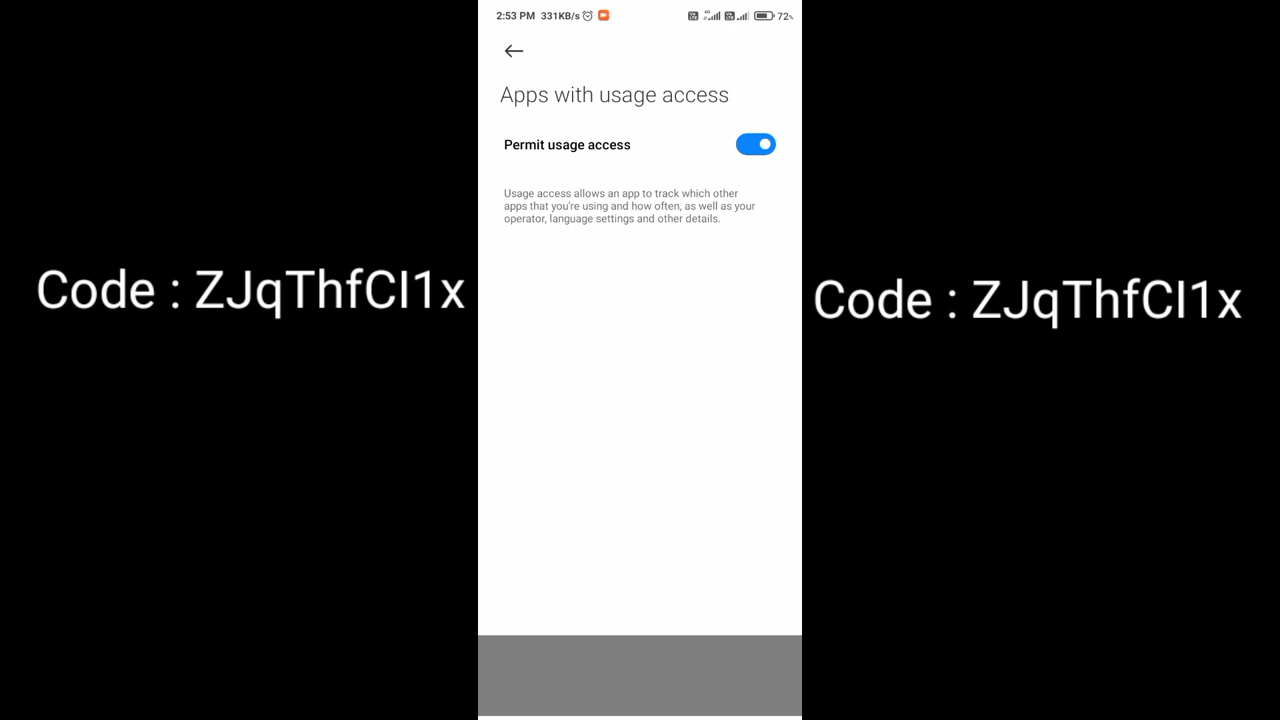 2:53 PM 331KB/s 72%
Apps with usage access
Permit usage access
Usage access allows an app to track which other
apps that you're using and how often, as well as your
operator, language settings and other details.
Code : ZJqThfCI1x
Code : ZJqThfCI1x